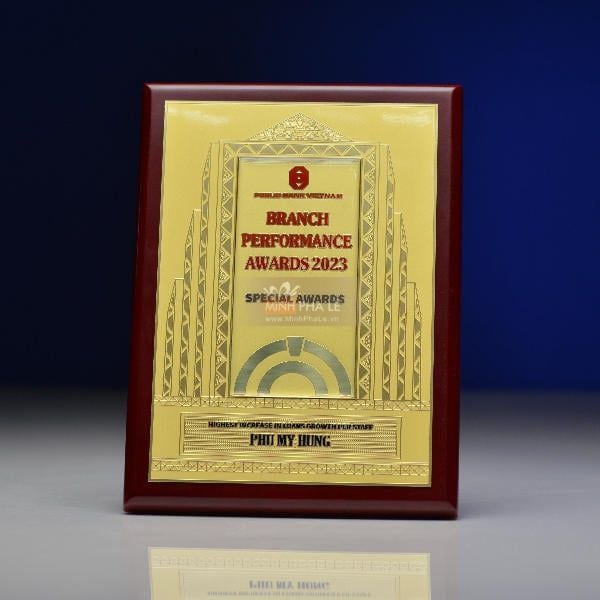 PUBLIC BANK VIETNAM
BRANCH
PERFORMANCE
AWARDS 2023
SPECIAL AWARDS
MINH PHA LE
www.MinhPhaLe.vn
HIGHEST INCREASE IN LOANS GROWTH PER STAFF
PHU MY HUNG